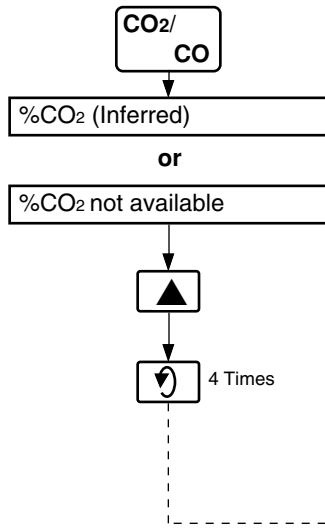 CO2/
CO
%CO2 (Inferred)
or
%CO2 not available
4 Times